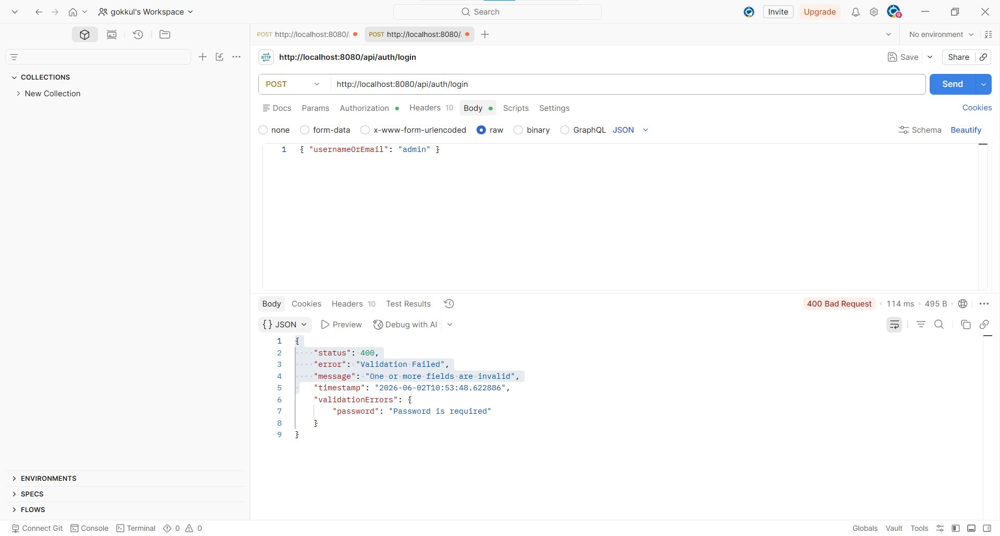 gokkul's Workspace
Search
Invite
Upgrade
G
POST http://localhost:8080/.
POST http://localhost:8080/.
No environment
HTTP
http://localhost:8080/api/auth/login
Save
Share
POST
http://localhost:8080/api/auth/login
Send
COLLECTIONS
New Collection
Docs
Params
Authorization
Headers 10
Body
Scripts
Settings
Cookies
none
form-data
x-www-form-urlencoded
raw
binary
GraphQL
JSON
Schema
Beautify
1 { "usernameOrEmail": "admin" }
Body
Cookies
Headers 10
Test Results
400 Bad Request
114 ms
495 B
{} JSON
Preview
Debug with AI
1 {
2 ····"status":·400,
3 ····"error":·"Validation·Failed",
4 ····"message":·"One·or·more·fields·are·invalid",
5 ·   "timestamp": "2026-06-02T10:53:48.622886",
6     "validationErrors": {
7         "password": "Password is required"
8     }
9 }
ENVIRONMENTS
SPECS
FLOWS
Connect Git
Console
Terminal
0
0
Globals
Vault
Tools